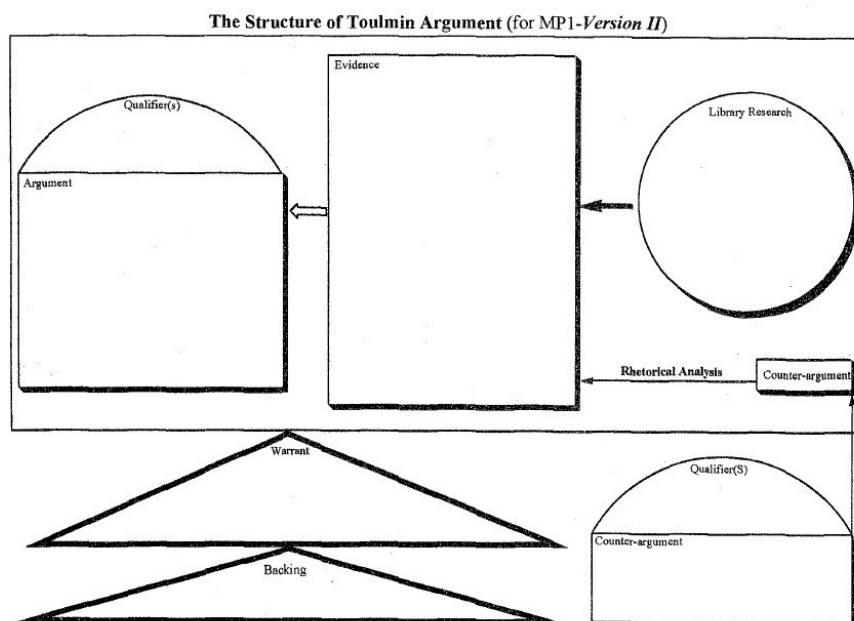 The Structure of Toulmin Argument (for MP1-Version II)
Evidence
Qualifier(s)
Library Research
Argument
Rhetorical Analysis
Counter-argument
Warrant
Qualifier(S)
Counter-argument
Backing